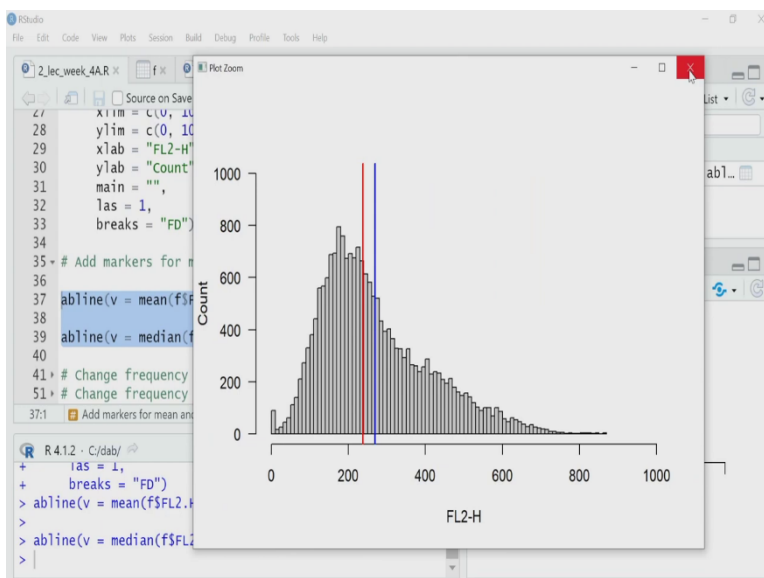 RStudio
File Edit Code View Plots Session Build Debug Profile Tools Help
2_lec_week_4A.R × f ×
Source on Save
Plot Zoom
List
27 xlim = c(0, 10
28 ylim = c(0, 10
29 xlab = "FL2-H"
30 ylab = "Count"
31 main = "",
32 las = 1,
33 breaks = "FD")
34
35 # Add markers for m
36
37 abline(v = mean(f$F
38
39 abline(v = median(f
40
41 # Change frequency
51 # Change frequency
37:1 # Add markers for mean and
abl...
R 4.1.2 · C:/dab/
+ las = 1,
+ breaks = "FD")
> abline(v = mean(f$FL2.H
>
> abline(v = median(f$FL2
>
1000
800
600
400
200
0
Count
0 200 400 600 800 1000
FL2-H